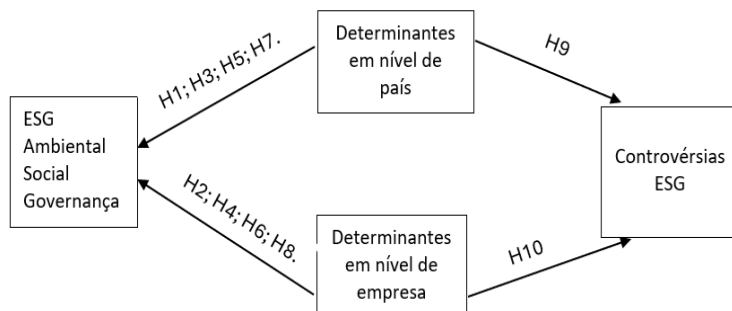 Determinantes
em nível de
país
H1; H3; H5; H7.
H9
ESG
Ambiental
Social
Governança
Controvérsias
ESG
H2; H4; H6; H8.
Determinantes
em nível de
empresa
H10